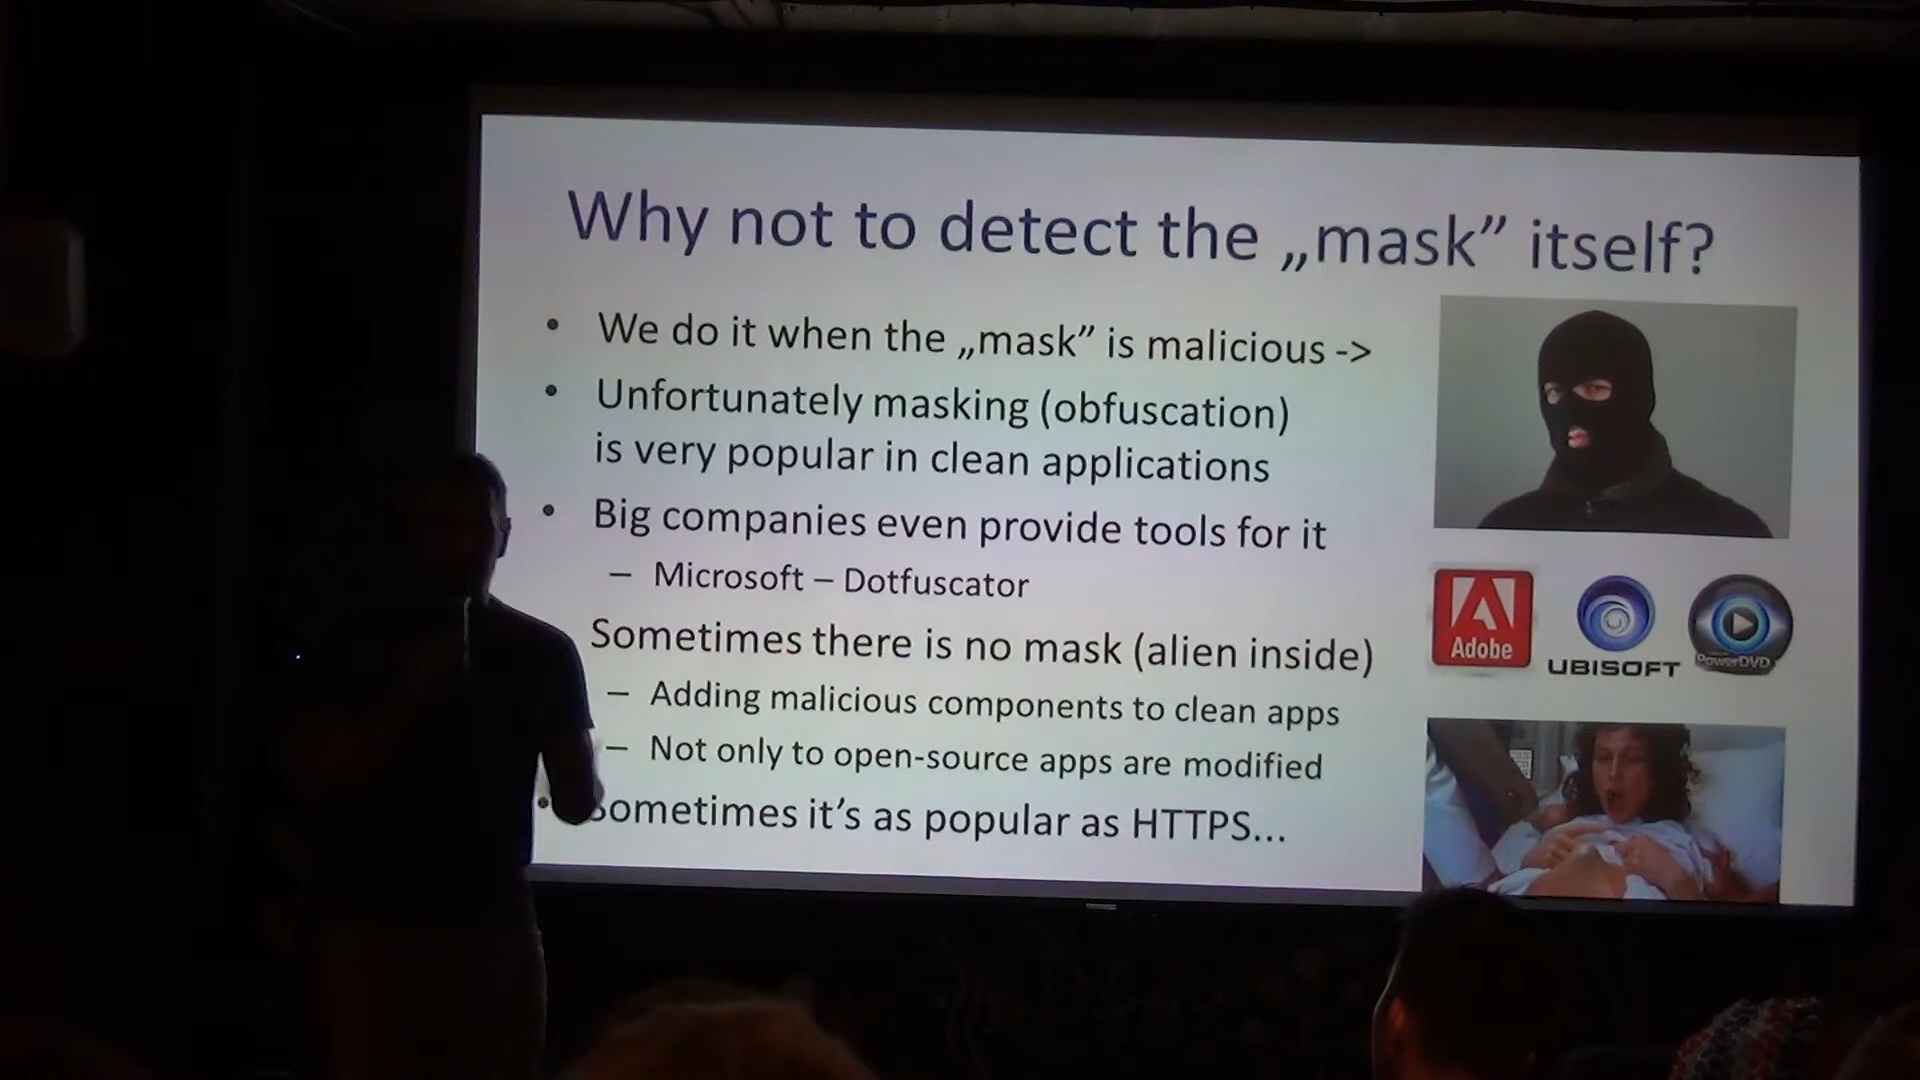 Why not to detect the „mask” itself?
• We do it when the „mask” is malicious ->
• Unfortunately masking (obfuscation)
is very popular in clean applications
• Big companies even provide tools for it
– Microsoft – Dotfuscator
Sometimes there is no mask (alien inside)
– Adding malicious components to clean apps
– Not only to open-source apps are modified
• Sometimes it’s as popular as HTTPS...
Adobe
UBISOFT
PowerDVD